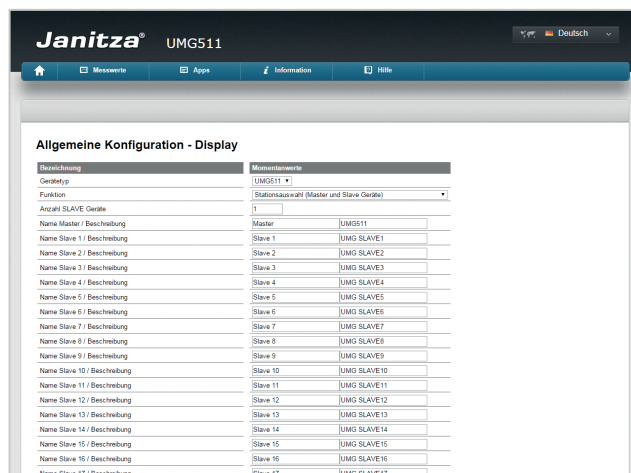 Janitza® UMG511
Deutsch
Messwerte Apps Information Hilfe
Allgemeine Konfiguration - Display
Bezeichnung Momentanwerte
Gerätetyp UMG511
Funktion Stationsauswahl (Master und Slave Geräte)
Anzahl SLAVE Geräte 1
Name Master / Beschreibung Master UMG511
Name Slave 1 / Beschreibung Slave 1 UMG SLAVE1
Name Slave 2 / Beschreibung Slave 2 UMG SLAVE2
Name Slave 3 / Beschreibung Slave 3 UMG SLAVE3
Name Slave 4 / Beschreibung Slave 4 UMG SLAVE4
Name Slave 5 / Beschreibung Slave 5 UMG SLAVE5
Name Slave 6 / Beschreibung Slave 6 UMG SLAVE6
Name Slave 7 / Beschreibung Slave 7 UMG SLAVE7
Name Slave 8 / Beschreibung Slave 8 UMG SLAVE8
Name Slave 9 / Beschreibung Slave 9 UMG SLAVE9
Name Slave 10 / Beschreibung Slave 10 UMG SLAVE10
Name Slave 11 / Beschreibung Slave 11 UMG SLAVE11
Name Slave 12 / Beschreibung Slave 12 UMG SLAVE12
Name Slave 13 / Beschreibung Slave 13 UMG SLAVE13
Name Slave 14 / Beschreibung Slave 14 UMG SLAVE14
Name Slave 15 / Beschreibung Slave 15 UMG SLAVE15
Name Slave 16 / Beschreibung Slave 16 UMG SLAVE16
Name Slave 17 / Beschreibung Slave 17 UMG SLAVE17